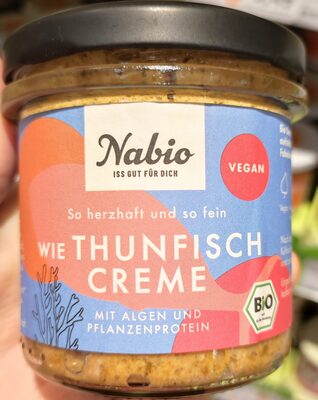 Nabio
ISS GUT FÜR DICH
VEGAN
So herzhaft und so fein
WIE THUNFISCH
CREME
MIT ALGEN UND
PFLANZENPROTEIN
BIO